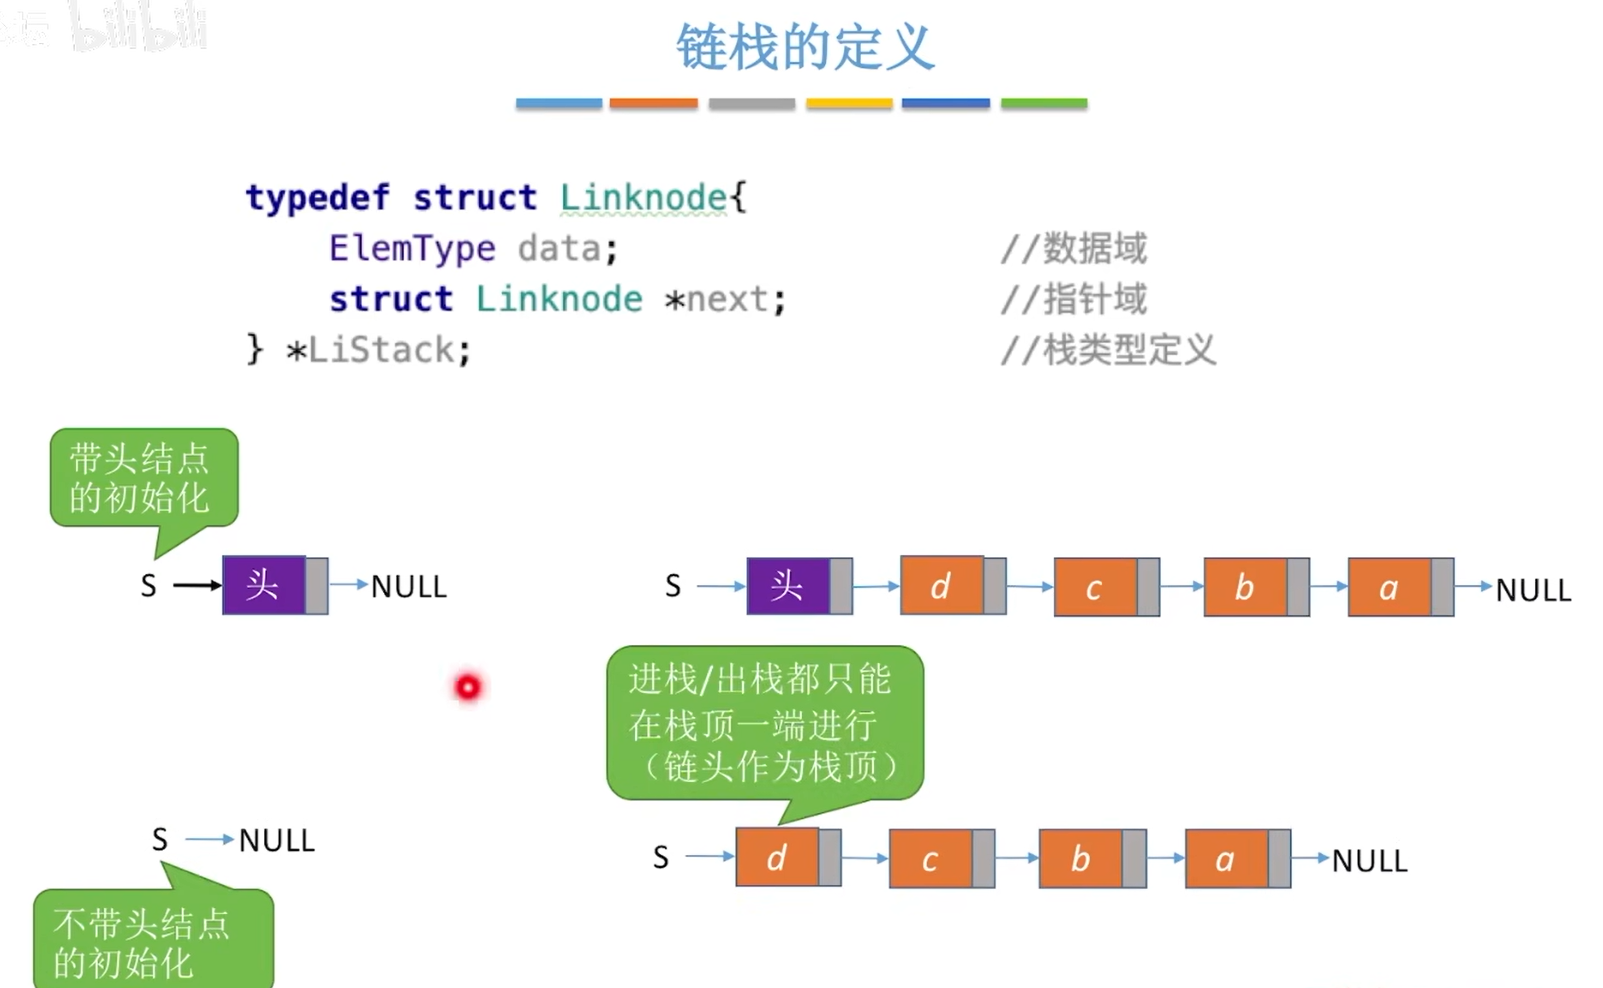 bilibili
链栈的定义
typedef struct Linknode{
ElemType data; //数据域
struct Linknode *next; //指针域
} *LiStack; //栈类型定义
带头结点
的初始化
S 头 NULL
S 头 d c b a NULL
进栈/出栈都只能
在栈顶一端进行
（链头作为栈顶）
S NULL
S d c b a NULL
不带头结点
的初始化